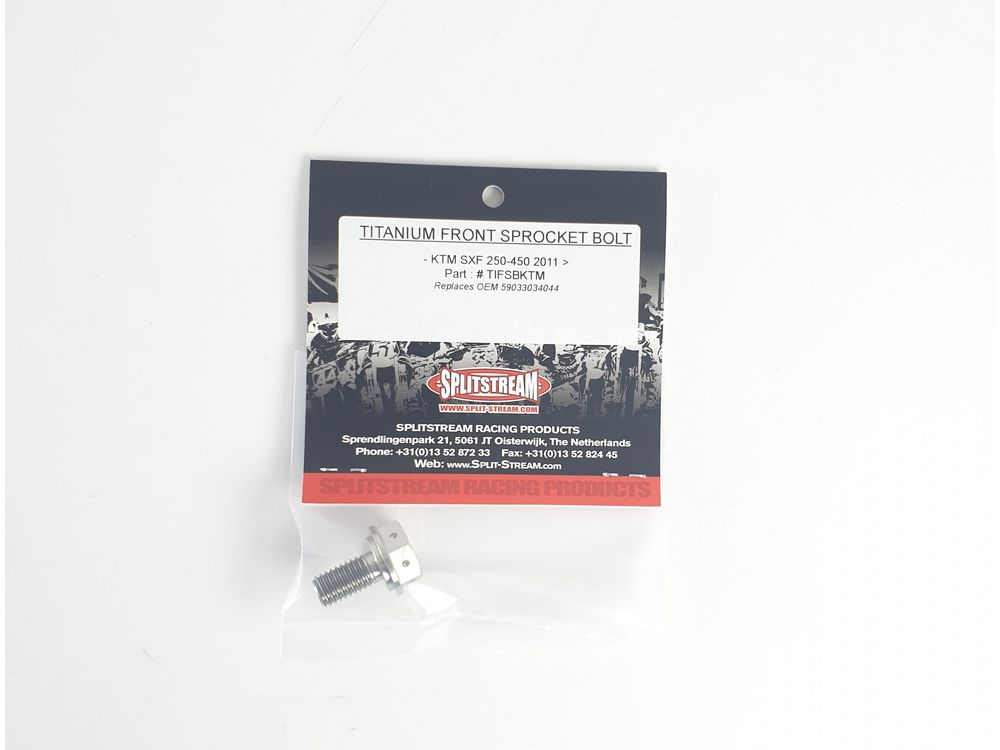 TITANIUM FRONT SPROCKET BOLT
- KTM SXF 250-450 2011 >
Part : # TIFSBKTM
Replaces OEM 59033034044
SPLITSTREAM
WWW.SPLIT-STREAM.COM
SPLITSTREAM RACING PRODUCTS
Sprendlingenpark 21, 5061 JT Oisterwijk, The Netherlands
Phone: +31(0)13 52 872 33 Fax: +31(0)13 52 824 45
Web: www.Split-Stream.com
SPLITSTREAM RACING PRODUCTS